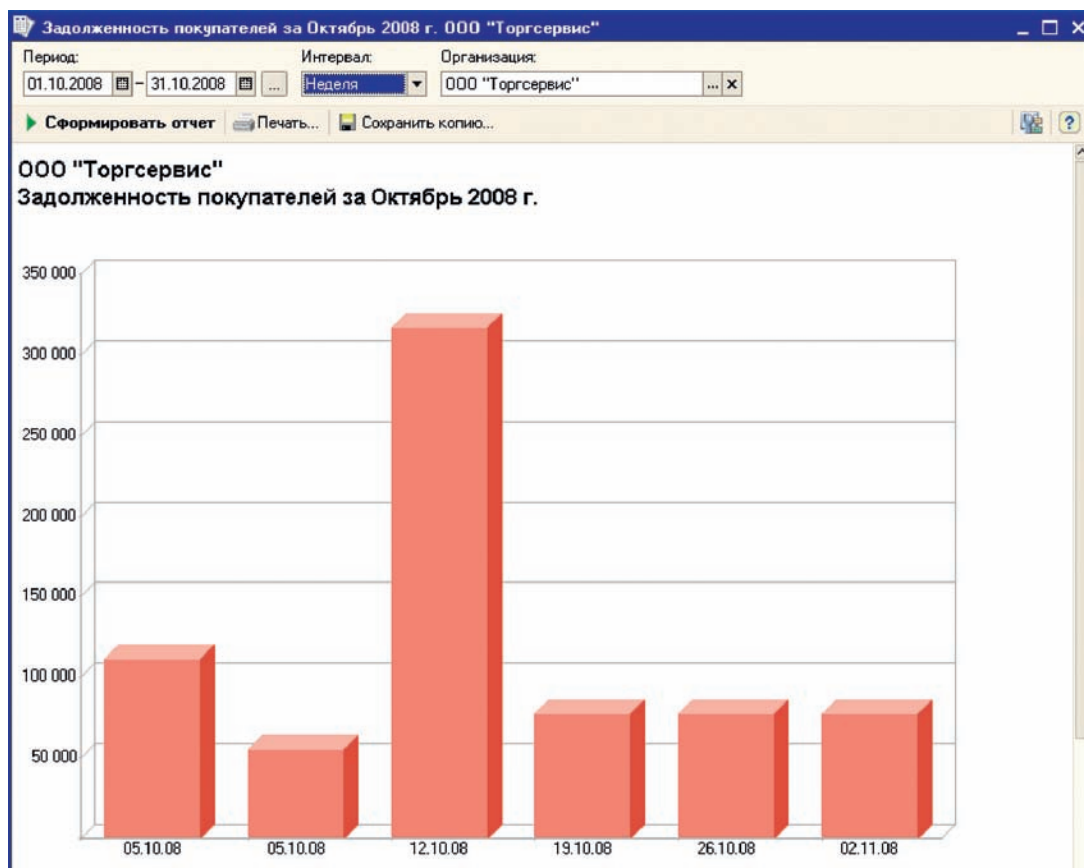 Задолженность покупателей за Октябрь 2008 г. ООО "Торгсервис"
Период: Интервал: Организация:
01.10.2008 – 31.10.2008 ... Неделя ООО "Торгсервис" ... x
Сформировать отчет Печать... Сохранить копию... ?
ООО "Торгсервис"
Задолженность покупателей за Октябрь 2008 г.
350 000
300 000
250 000
200 000
150 000
100 000
50 000
05.10.08 05.10.08 12.10.08 19.10.08 26.10.08 02.11.08